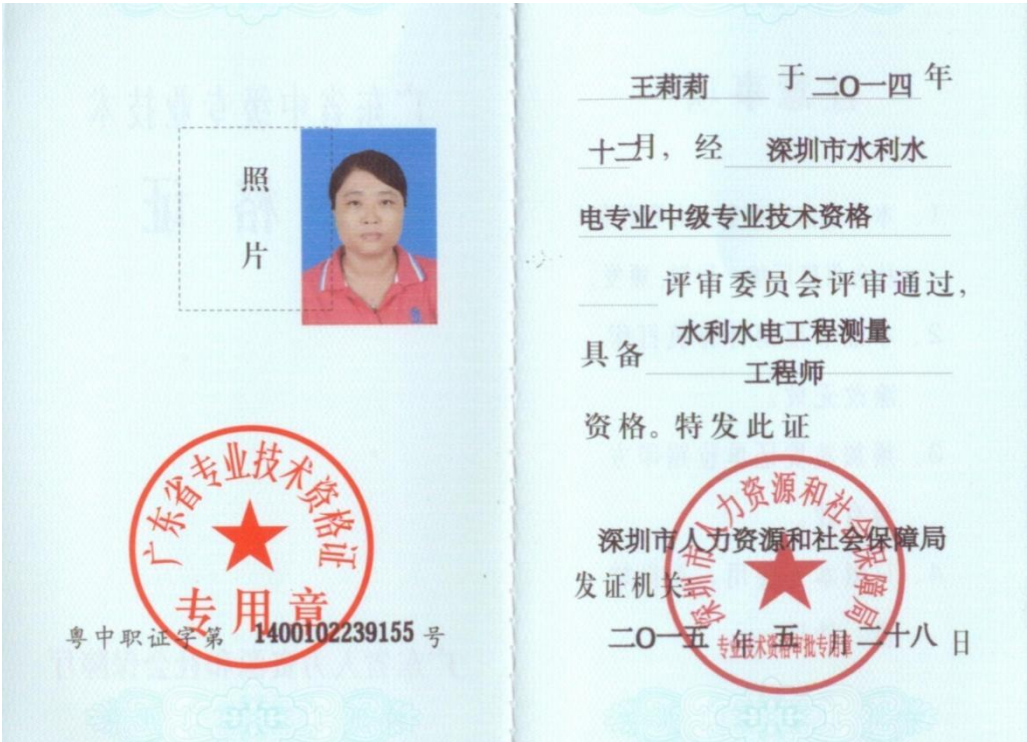 照
片
广东省专业技术资格证
专用章
粤中职证字第 1400102239155 号
王莉莉 于 二〇一四 年
十二月，经 深圳市水利水
电专业中级专业技术资格
评审委员会评审通过，
具备 水利水电工程测量
工程师
资格。特发此证
深圳市人力资源和社会保障局
深圳市人力资源和社会保障局
发证机关
二〇一五 年 五 月 二十八 日
专业技术资格审批专用章